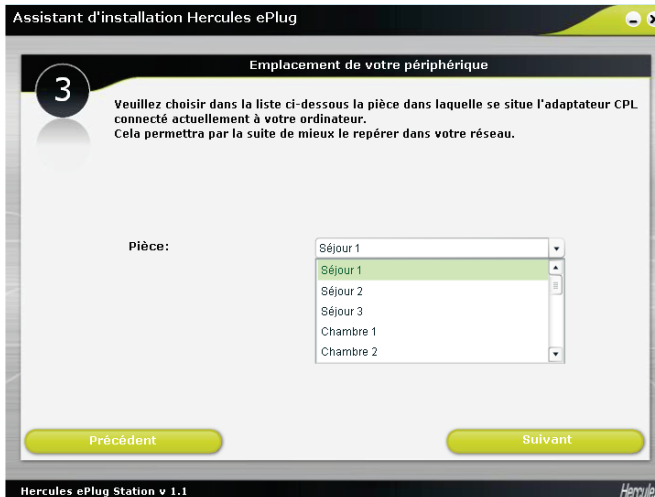 Assistant d'installation Hercules ePlug
Emplacement de votre périphérique
3
Veuillez choisir dans la liste ci-dessous la pièce dans laquelle se situe l'adaptateur CPL
connecté actuellement à votre ordinateur.
Cela permettra par la suite de mieux le repérer dans votre réseau.
Pièce:
Séjour 1
Séjour 1
Séjour 2
Séjour 3
Chambre 1
Chambre 2
Précédent
Suivant
Hercules ePlug Station v 1.1